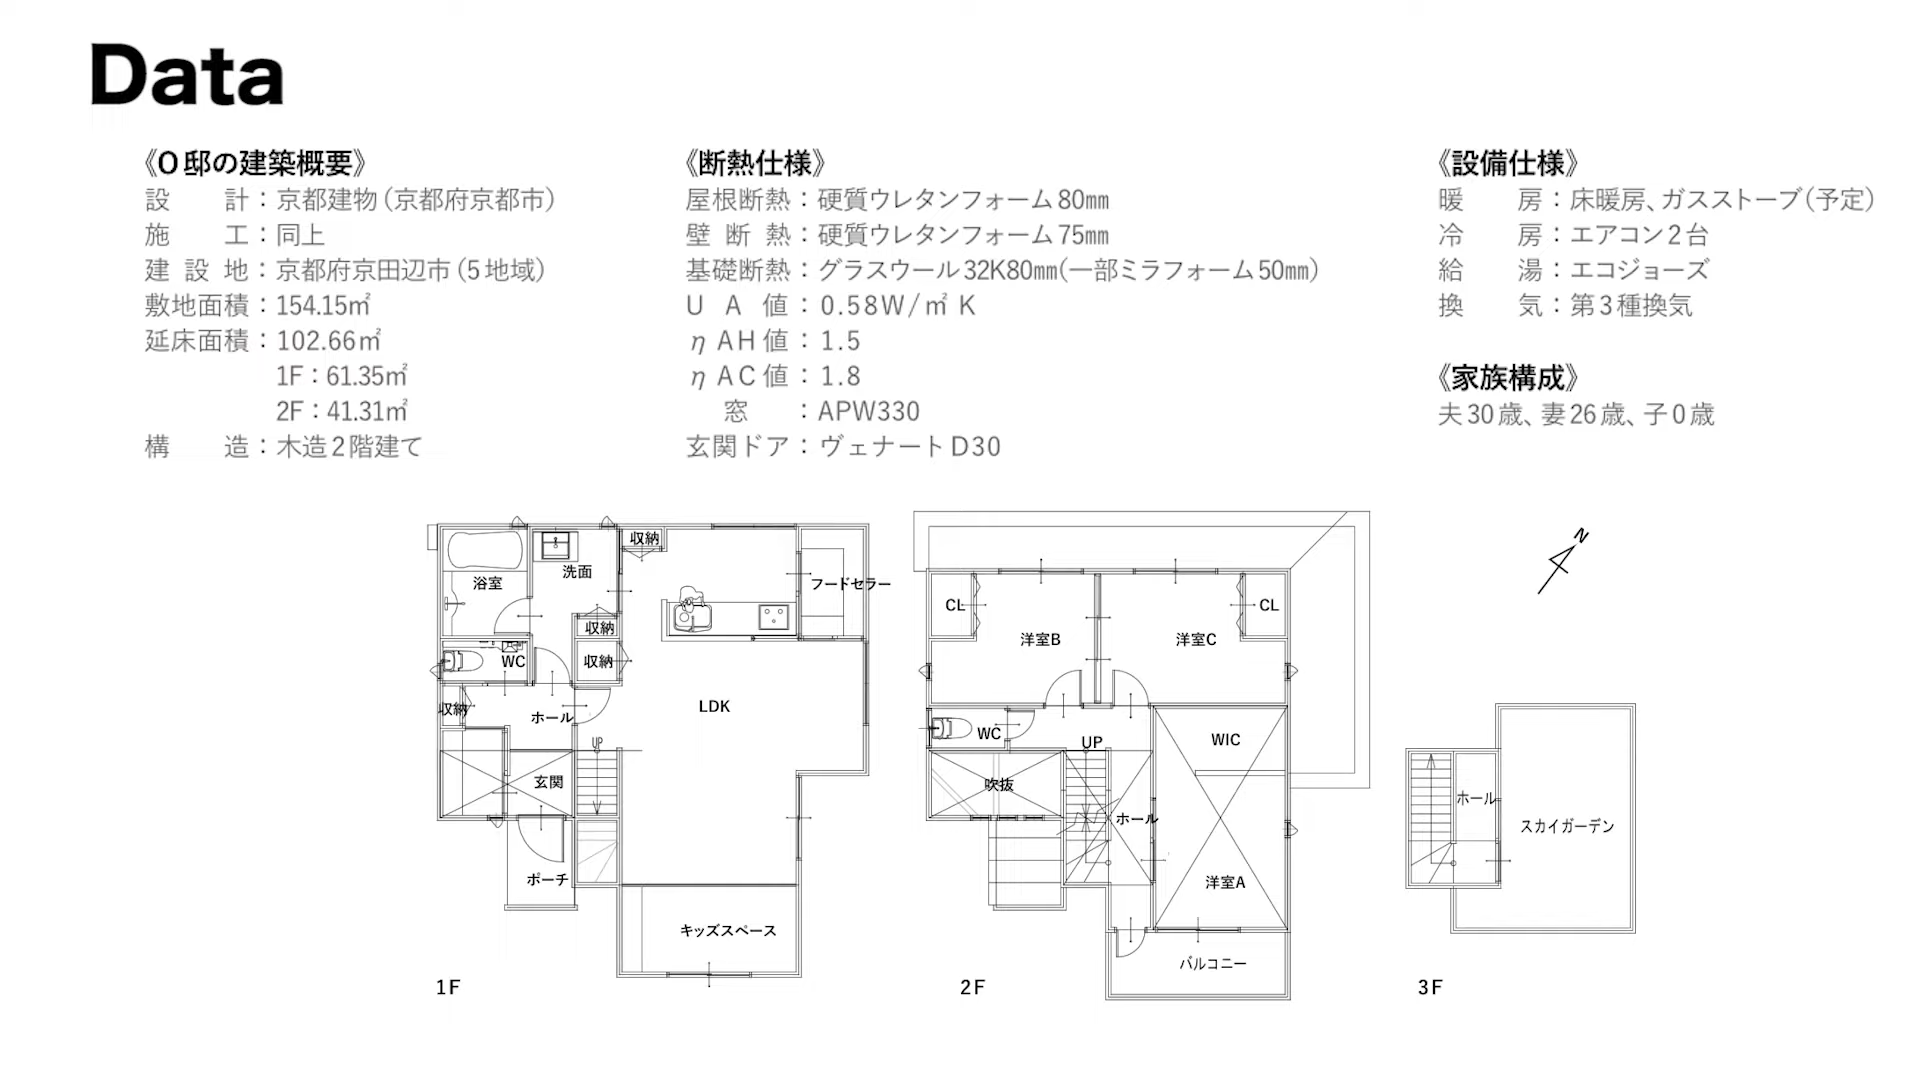 Data
《O邸の建築概要》
設計：京都建物（京都府京都市）
施工：同上
建設地：京都府京田辺市（5地域）
敷地面積：154.15㎡
延床面積：102.66㎡
1F：61.35㎡
2F：41.31㎡
構造：木造2階建て
《断熱仕様》
屋根断熱：硬質ウレタンフォーム80㎜
壁断熱：硬質ウレタンフォーム75㎜
基礎断熱：グラスウール32K80㎜（一部ミラフォーム50㎜）
UA値：0.58W/㎡K
ηAH値：1.5
ηAC値：1.8
窓：APW330
玄関ドア：ヴェナートD30
《設備仕様》
暖房：床暖房、ガスストーブ（予定）
冷房：エアコン2台
給湯：エコジョーズ
換気：第3種換気
《家族構成》
夫30歳、妻26歳、子0歳
収納
浴室
洗面
フードセラー
収納
WC
収納
収納
ホール
LDK
UP
玄関
ポーチ
キッズスペース
1F
CL
CL
洋室B
洋室C
WC
UP
WIC
吹抜
ホール
洋室A
バルコニー
2F
N
ホール
スカイガーデン
3F